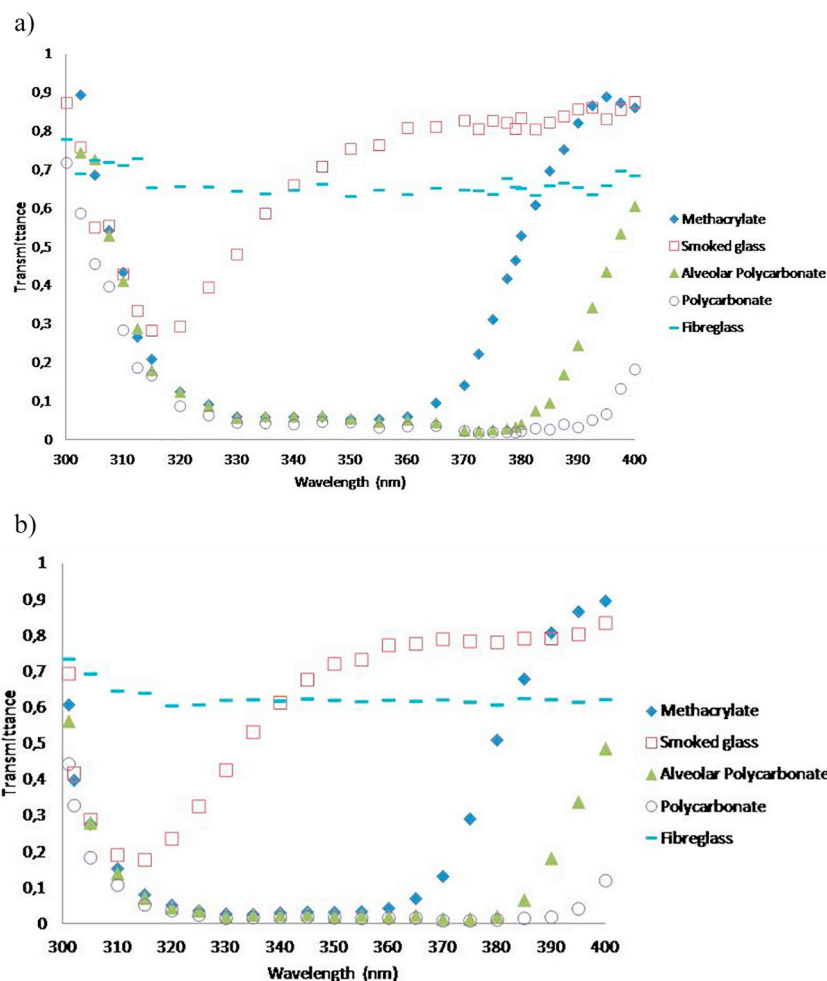 a)
1
0,9
0,8
0,7
0,6
0,5
0,4
0,3
0,2
0,1
0
Transmittance
300 310 320 330 340 350 360 370 380 390 400
Wavelength (nm)
Methacrylate
Smoked glass
Alveolar Polycarbonate
Polycarbonate
Fibreglass
b)
1
0,9
0,8
0,7
0,6
0,5
0,4
0,3
0,2
0,1
0
Transmittance
300 310 320 330 340 350 360 370 380 390 400
Wavelength (nm)
Methacrylate
Smoked glass
Alveolar Polycarbonate
Polycarbonate
Fibreglass